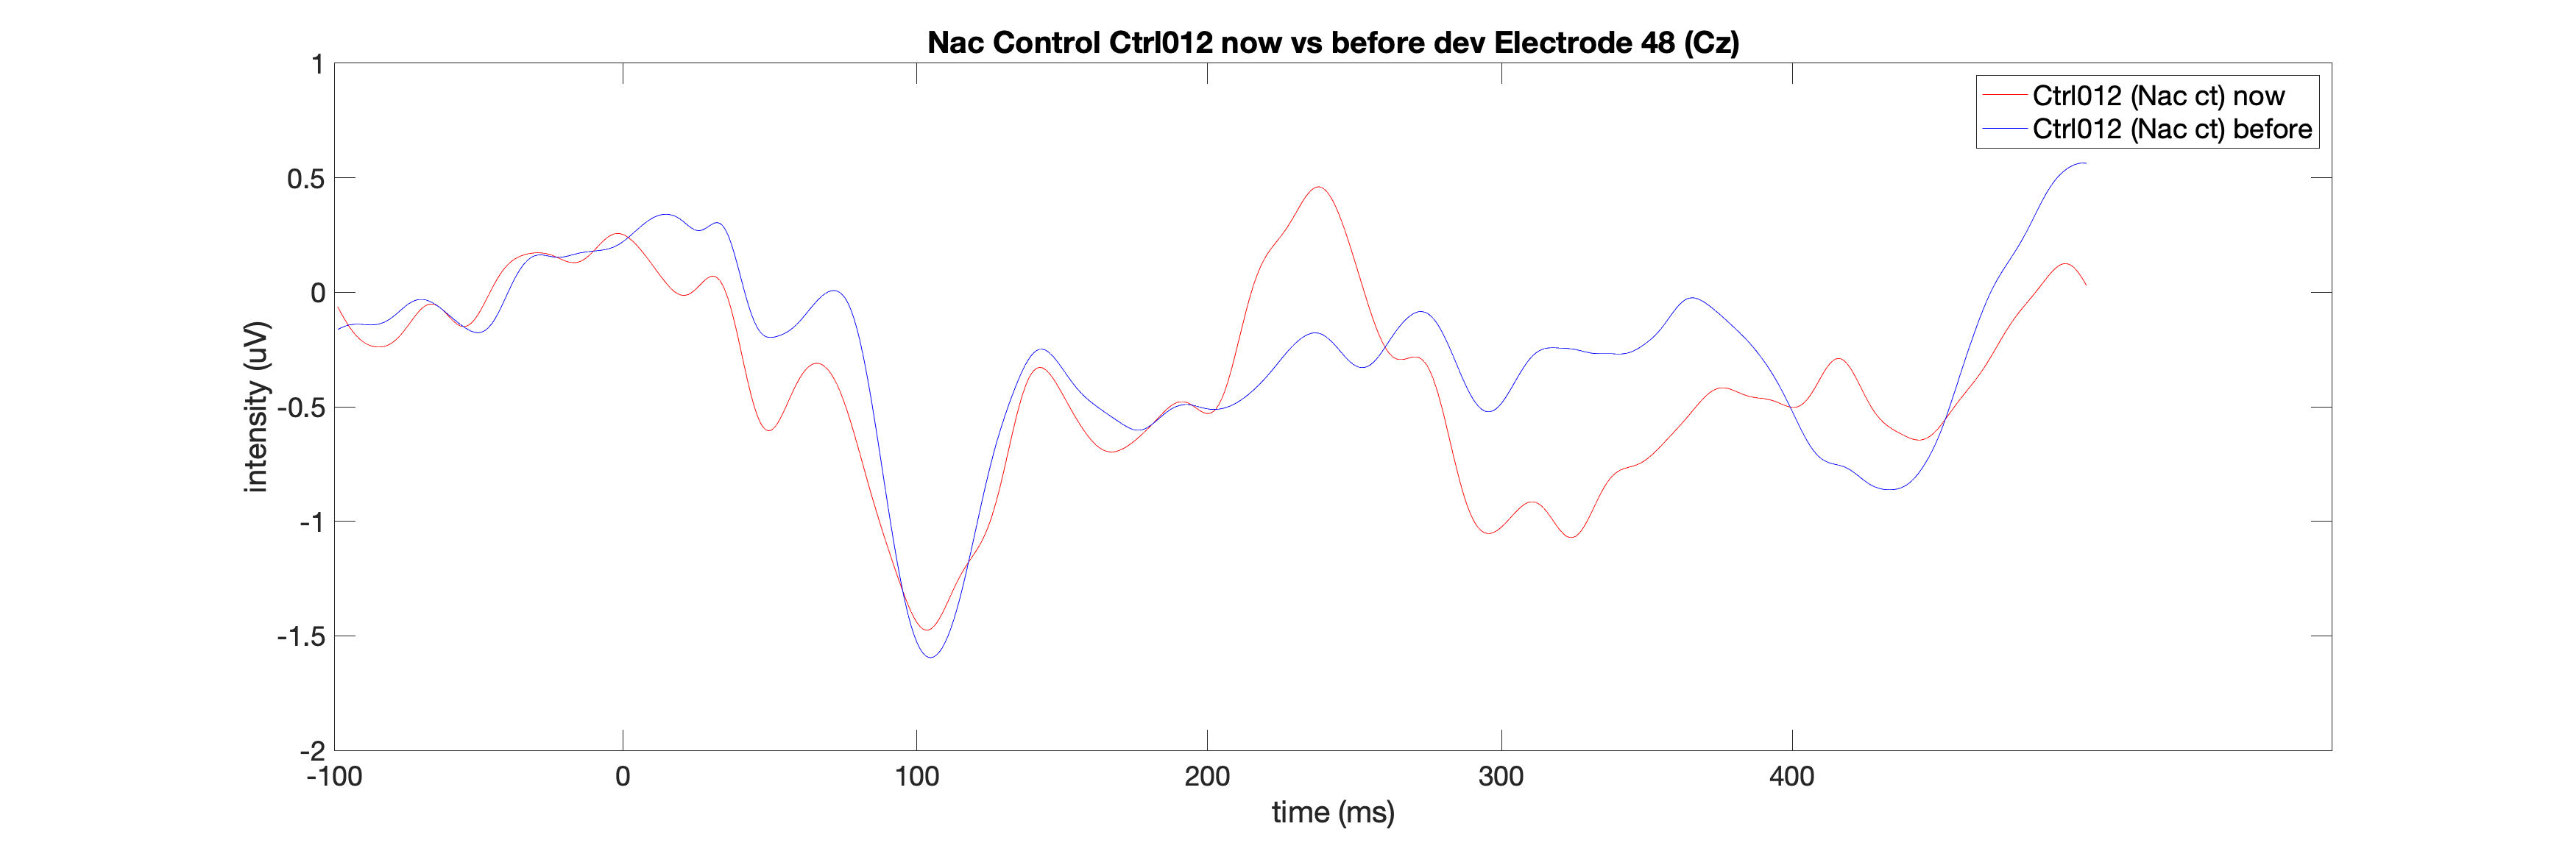 Nac Control Ctrl012 now vs before dev Electrode 48 (Cz)
Ctrl012 (Nac ct) now
Ctrl012 (Nac ct) before
intensity (uV)
1
0.5
0
-0.5
-1
-1.5
-2
-100 0 100 200 300 400
time (ms)